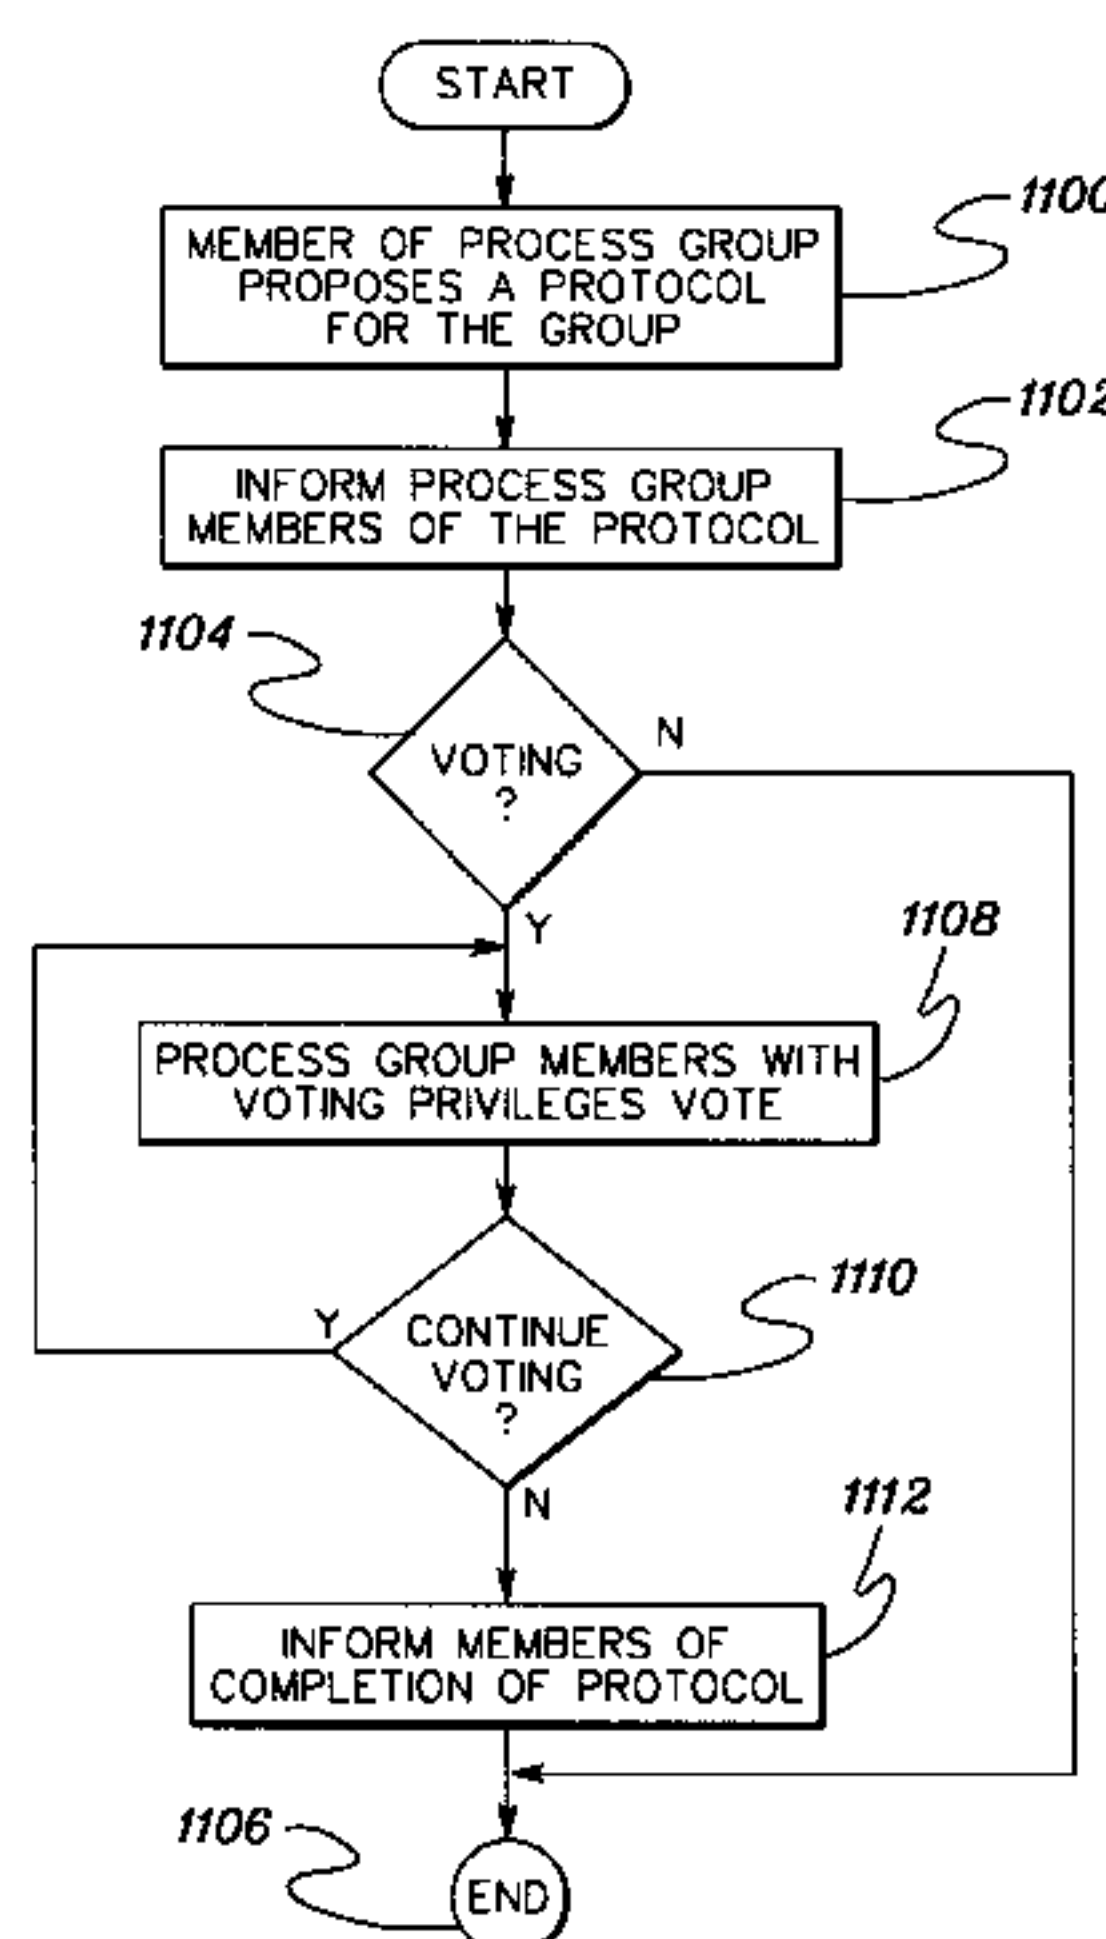 START
1100
MEMBER OF PROCESS GROUP
PROPOSES A PROTOCOL
FOR THE GROUP
1102
INFORM PROCESS GROUP
MEMBERS OF THE PROTOCOL
1104
VOTING
?
N
Y
1108
PROCESS GROUP MEMBERS WITH
VOTING PRIVILEGES VOTE
1110
Y
CONTINUE
VOTING
?
N
1112
INFORM MEMBERS OF
COMPLETION OF PROTOCOL
1106
END